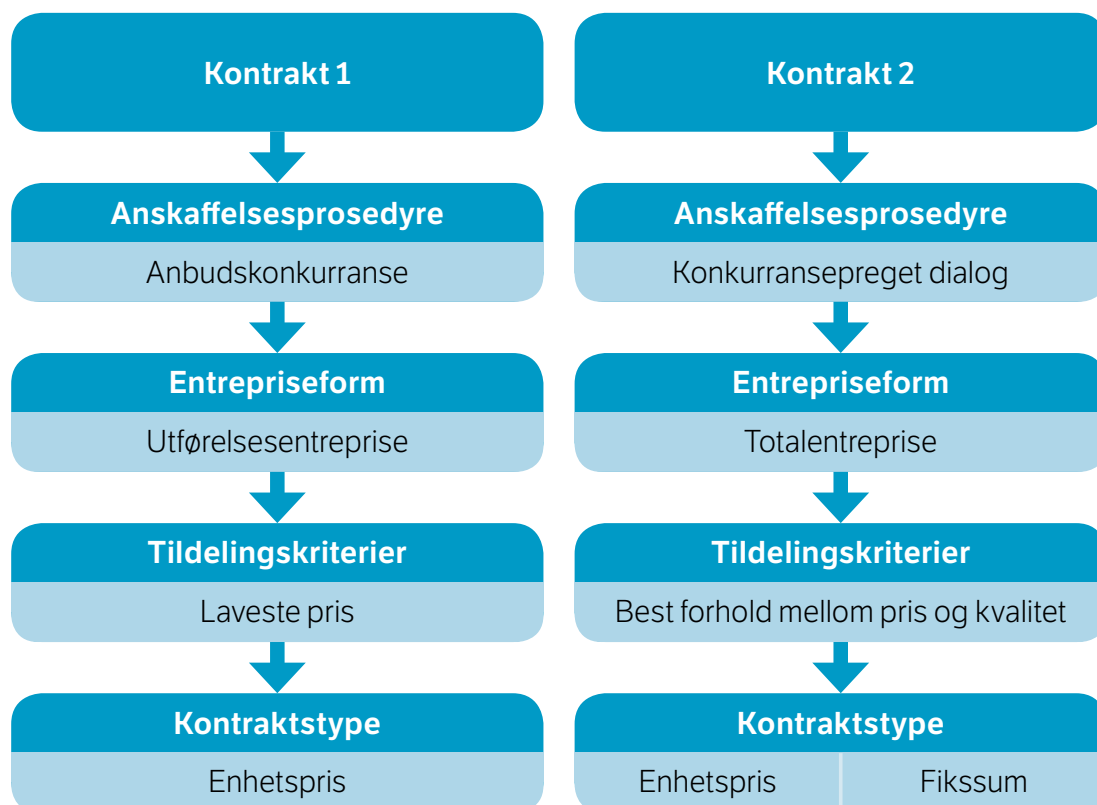 Kontrakt 1
Anskaffelsesprosedyre
Anbudskonkurranse
Entrepriseform
Utførelsesentreprise
Tildelingskriterier
Laveste pris
Kontraktstype
Enhetspris
Kontrakt 2
Anskaffelsesprosedyre
Konkurransepreget dialog
Entrepriseform
Totalentreprise
Tildelingskriterier
Best forhold mellom pris og kvalitet
Kontraktstype
Enhetspris
Fikssum